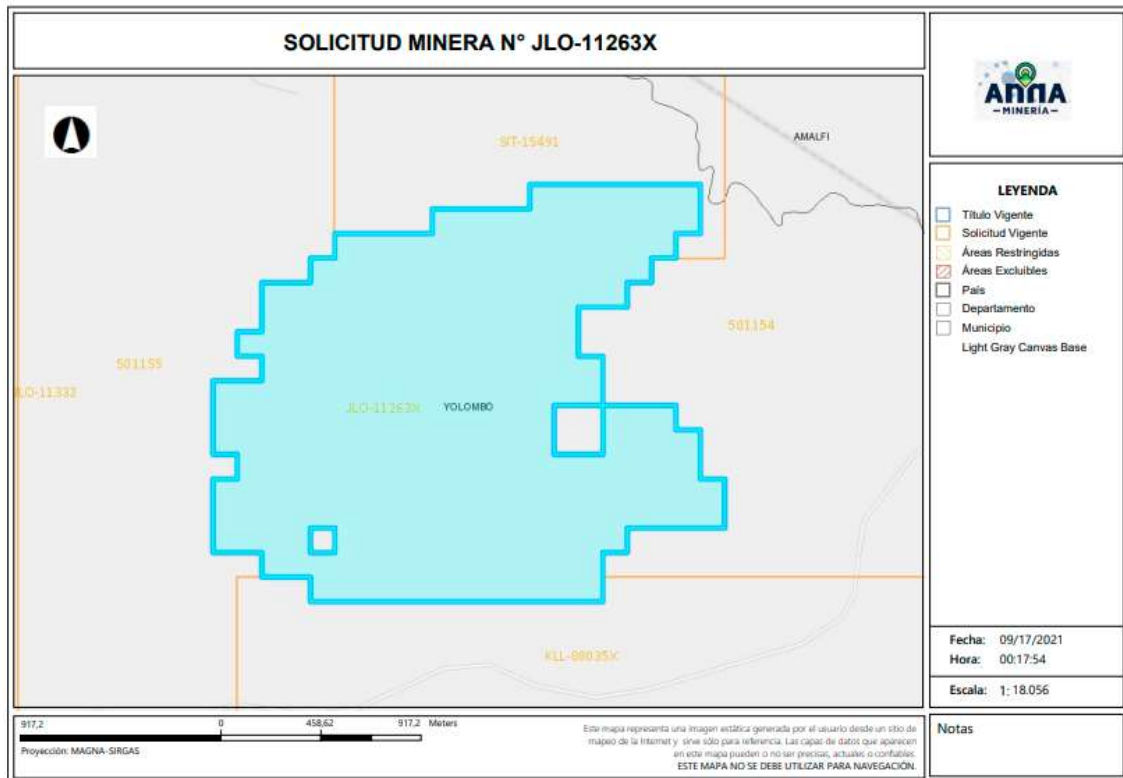 SOLICITUD MINERA N° JLO-11263X
ANNA
–MINERÍA–
SIT-15491
AMALFI
501154
501155
JLO-11332
JLO-11263X
YOLOMBÓ
KLL-08035X
LEYENDA
Título Vigente
Solicitud Vigente
Áreas Restringidas
Áreas Excluibles
País
Departamento
Municipio
Light Gray Canvas Base
Fecha: 09/17/2021
Hora: 00:17:54
Escala: 1: 18.056
Notas
917,2 0 458,62 917,2 Meters
Proyección: MAGNA-SIRGAS
Este mapa representa una imagen estática generada por el usuario desde un sitio de
mapeo de la Internet y sirve sólo para referencia. Las capas de datos que aparecen
en este mapa pueden o no ser precisas, actuales o confiables.
ESTE MAPA NO SE DEBE UTILIZAR PARA NAVEGACIÓN.